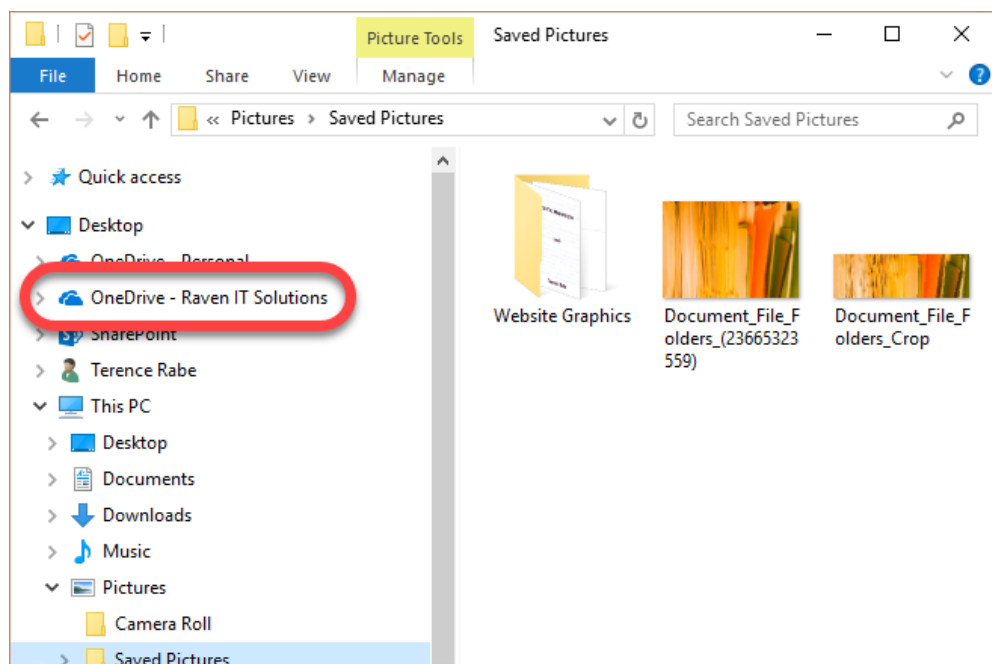 Picture Tools
Saved Pictures
File
Home
Share
View
Manage
?
« Pictures > Saved Pictures
Search Saved Pictures
Quick access
Desktop
OneDrive - Personal
OneDrive - Raven IT Solutions
SharePoint
Terence Rabe
This PC
Desktop
Documents
Downloads
Music
Pictures
Camera Roll
Saved Pictures
Website Graphics
Document_File_F
olders_(23665323
559)
Document_File_F
olders_Crop